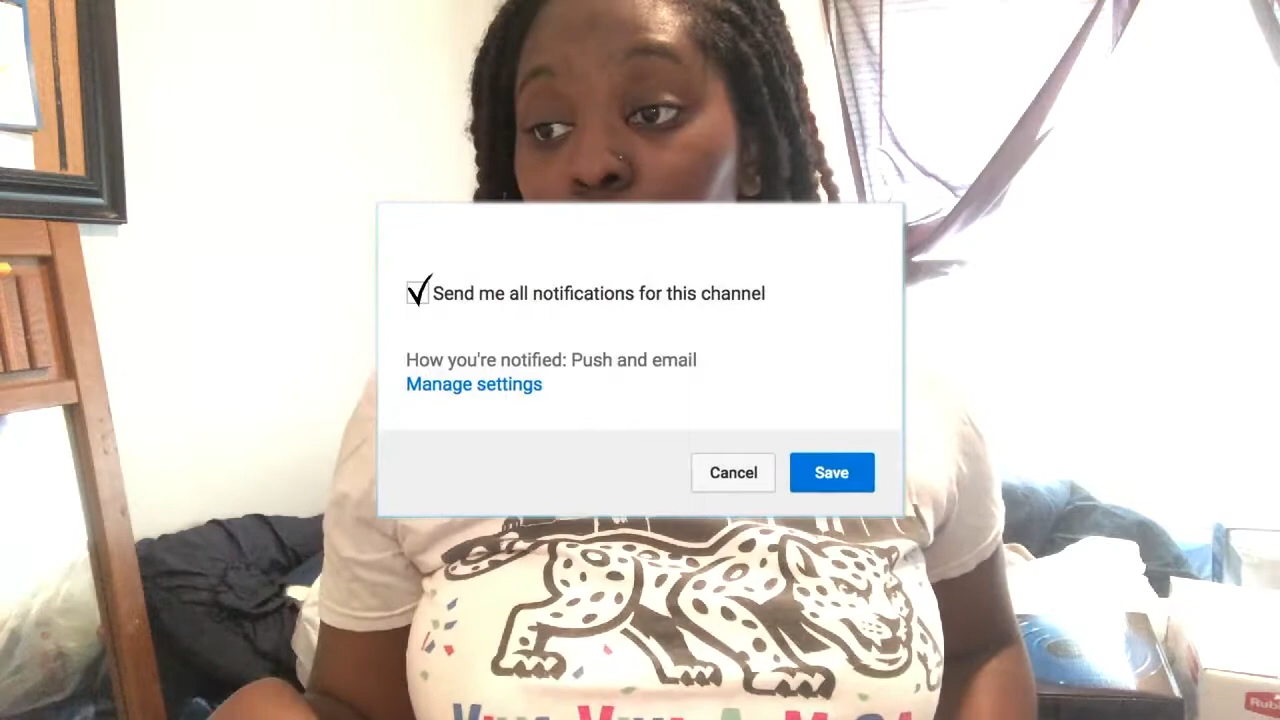 Send me all notifications for this channel
How you're notified: Push and email
Manage settings
Cancel
Save